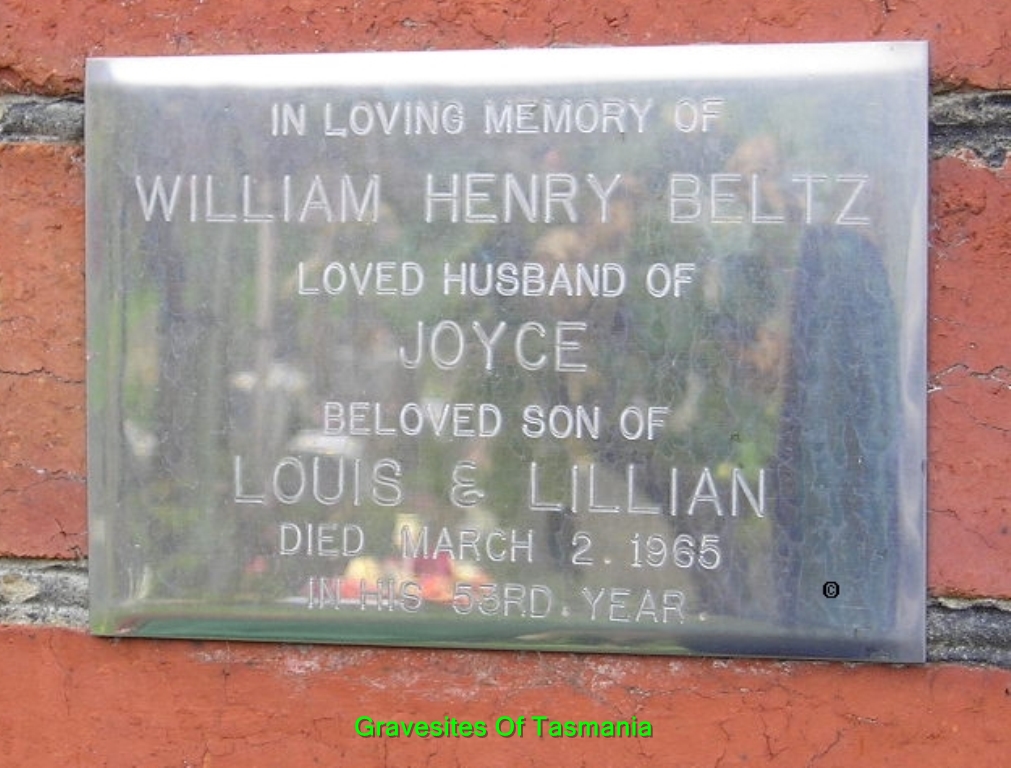 IN LOVING MEMORY OF
WILLIAM HENRY BELTZ
LOVED HUSBAND OF
JOYCE
BELOVED SON OF
LOUIS & LILLIAN
DIED MARCH 2. 1965
IN HIS 53RD. YEAR.
©
Gravesites Of Tasmania